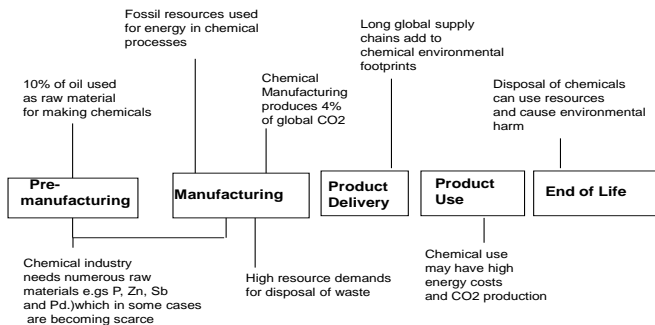 Fossil resources used
for energy in chemical
processes
Long global supply
chains add to
chemical environmental
footprints
10% of oil used
as raw material
for making chemicals
Chemical
Manufacturing
produces 4%
of global CO2
Disposal of chemicals
can use resources
and cause environmental
harm
Pre-
manufacturing
Manufacturing
Product
Delivery
Product
Use
End of Life
Chemical industry
needs numerous raw
materials e.gs P, Zn, Sb
and Pd.)which in some cases
are becoming scarce
High resource demands
for disposal of waste
Chemical use
may have high
energy costs
and CO2 production